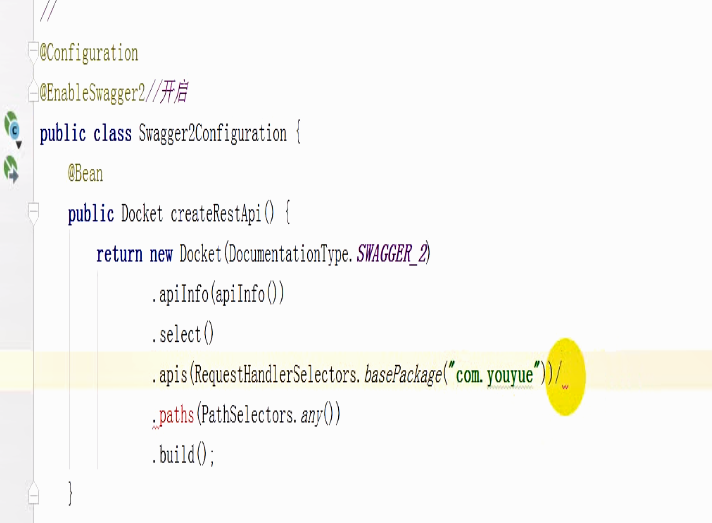 //
@Configuration
@EnableSwagger2//开启
public class Swagger2Configuration {
@Bean
public Docket createRestApi() {
return new Docket(DocumentationType.SWAGGER_2)
.apiInfo(apiInfo())
.select()
.apis(RequestHandlerSelectors.basePackage("com.youyue"))/
.paths(PathSelectors.any())
.build();
}